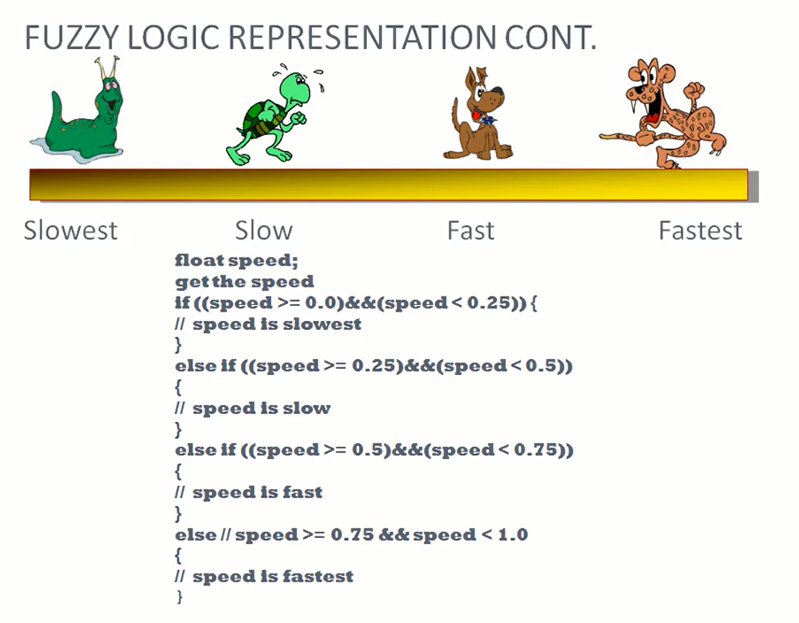 FUZZY LOGIC REPRESENTATION CONT.
Slowest Slow Fast Fastest
float speed;
get the speed
if ((speed >= 0.0)&&(speed < 0.25)) {
// speed is slowest
}
else if ((speed >= 0.25)&&(speed < 0.5))
{
// speed is slow
}
else if ((speed >= 0.5)&&(speed < 0.75))
{
// speed is fast
}
else // speed >= 0.75 && speed < 1.0
{
// speed is fastest
}